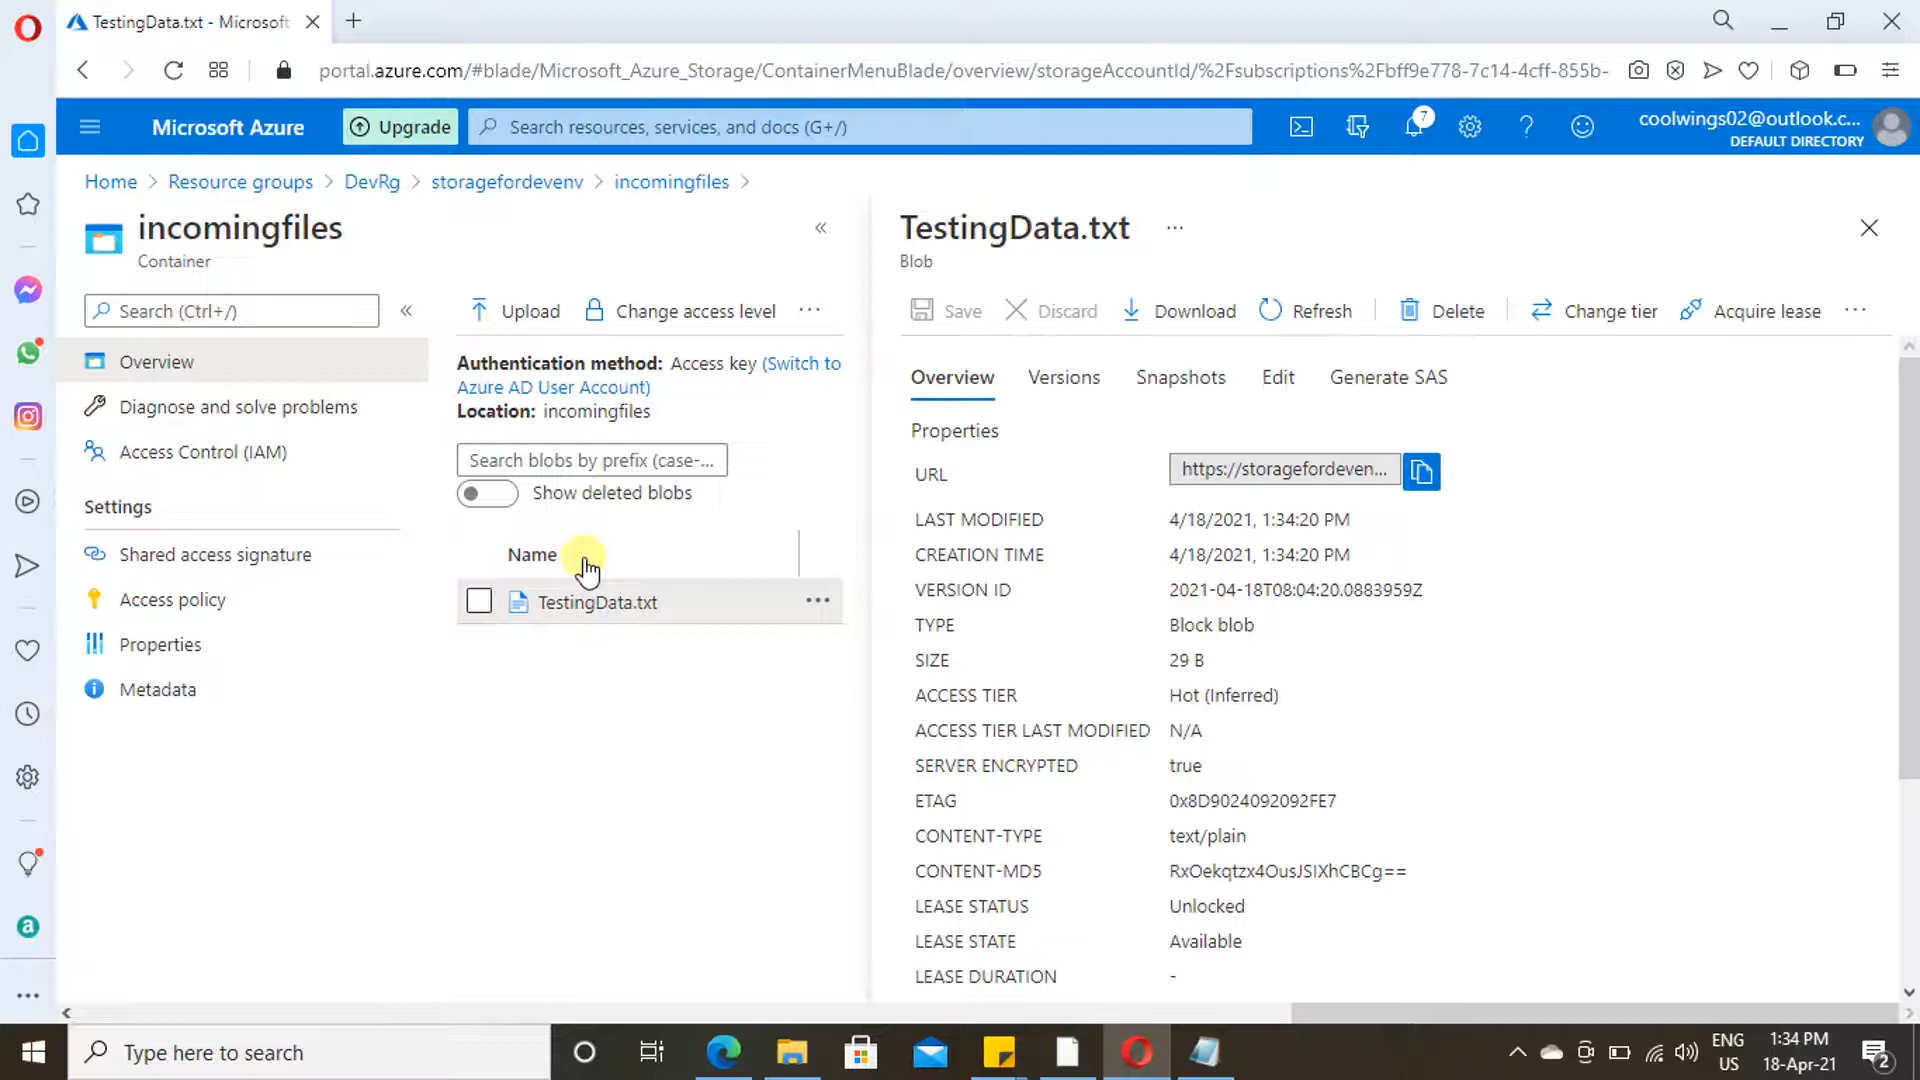 TestingData.txt - Microsoft
portal.azure.com/#blade/Microsoft_Azure_Storage/ContainerMenuBlade/overview/storageAccountId/%2Fsubscriptions%2Fbff9e778-7c14-4cff-855b-
Microsoft Azure
Upgrade
Search resources, services, and docs (G+/)
7
coolwings02@outlook.c...
DEFAULT DIRECTORY
Home > Resource groups > DevRg > storagefordevenv > incomingfiles >
incomingfiles
Container
«
Search (Ctrl+/)
«
Overview
Diagnose and solve problems
Access Control (IAM)
Settings
Shared access signature
Access policy
Properties
Metadata
Upload
Change access level
...
Authentication method: Access key (Switch to
Azure AD User Account)
Location: incomingfiles
Search blobs by prefix (case-...
Show deleted blobs
Name
TestingData.txt
...
TestingData.txt
...
Blob
Save
Discard
Download
Refresh
Delete
Change tier
Acquire lease
...
Overview
Versions
Snapshots
Edit
Generate SAS
Properties
URL https://storagefordeven...
LAST MODIFIED 4/18/2021, 1:34:20 PM
CREATION TIME 4/18/2021, 1:34:20 PM
VERSION ID 2021-04-18T08:04:20.0883959Z
TYPE Block blob
SIZE 29 B
ACCESS TIER Hot (Inferred)
ACCESS TIER LAST MODIFIED N/A
SERVER ENCRYPTED true
ETAG 0x8D9024092092FE7
CONTENT-TYPE text/plain
CONTENT-MD5 RxOekqtzx4OusJSIXhCBCg==
LEASE STATUS Unlocked
LEASE STATE Available
LEASE DURATION -
Type here to search
ENG
US
1:34 PM
18-Apr-21
2